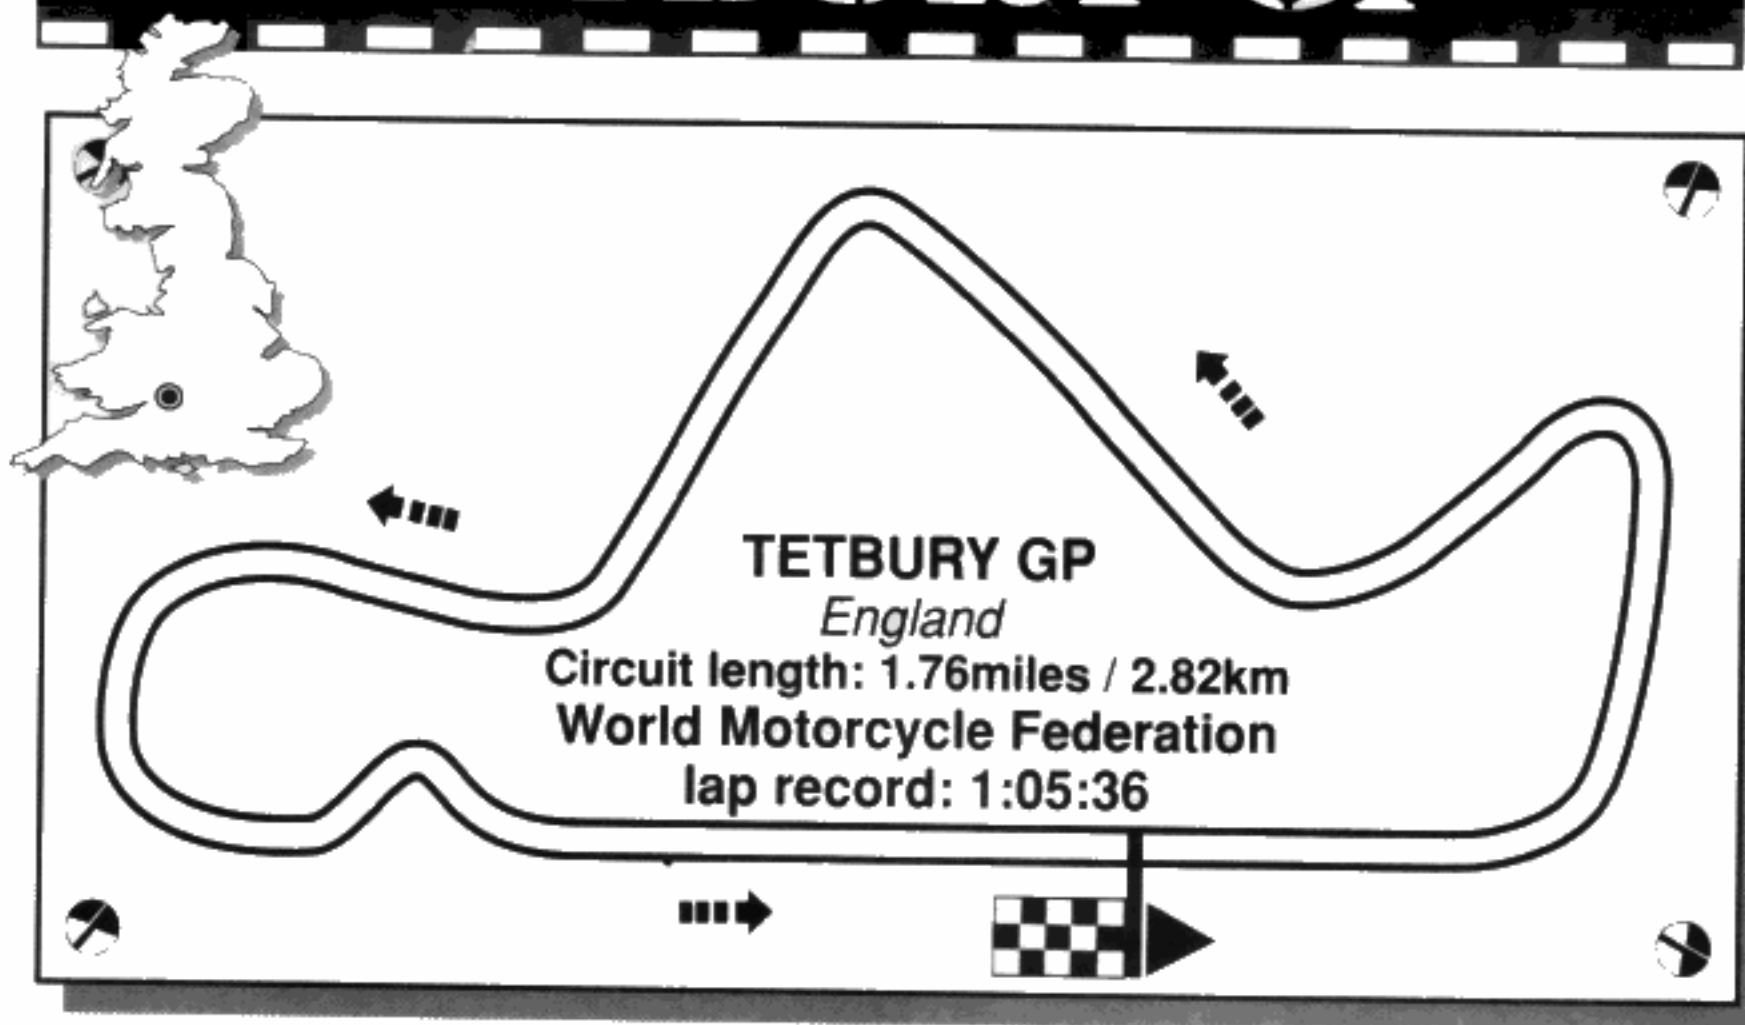 TETBURY GP
England
Circuit length: 1.76miles / 2.82km
World Motorcycle Federation
lap record: 1:05:36